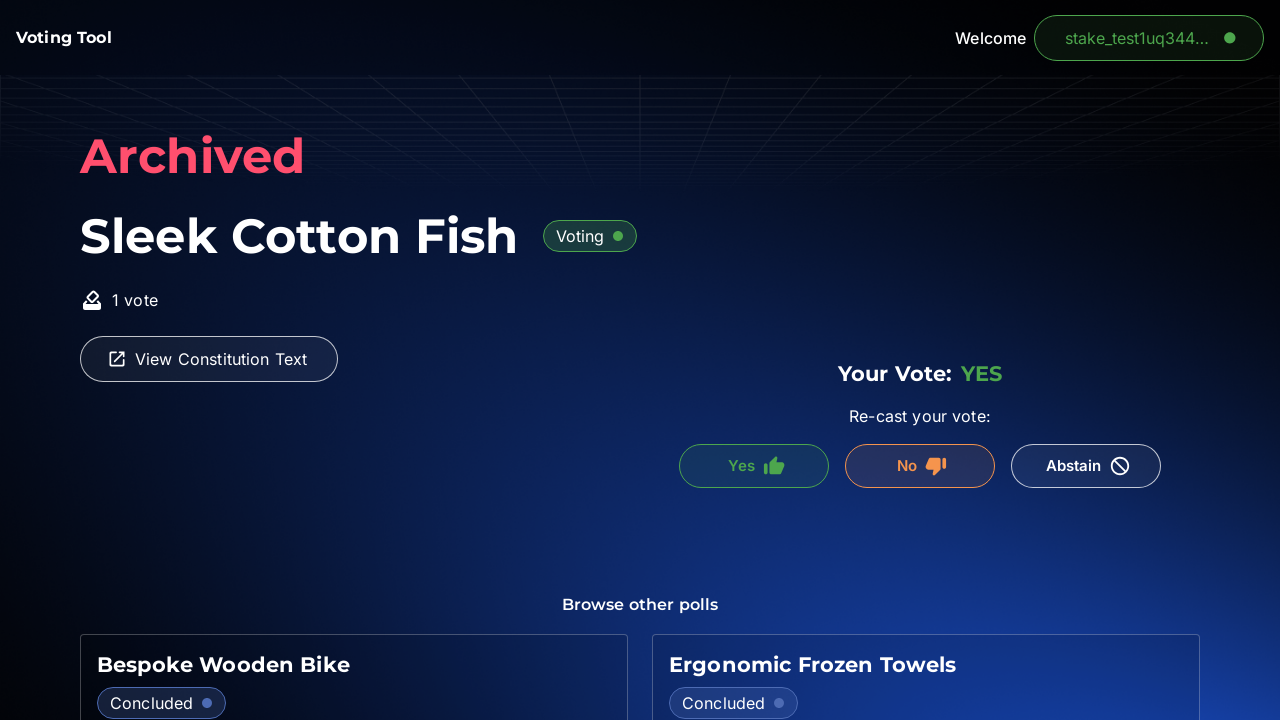 Voting Tool
Welcome stake_test1uq344...
Archived
Sleek Cotton Fish Voting
1 vote
View Constitution Text
Your Vote: YES
Re-cast your vote:
Yes No Abstain
Browse other polls
Bespoke Wooden Bike
Concluded
Ergonomic Frozen Towels
Concluded